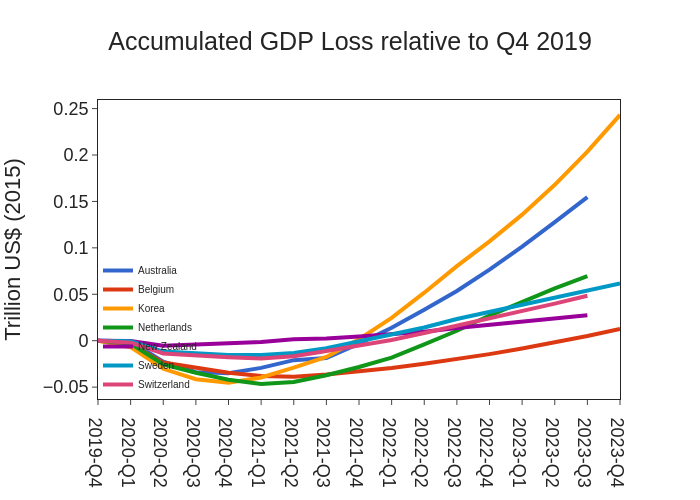 Accumulated GDP Loss relative to Q4 2019
Trillion US$ (2015)
0.25
0.2
0.15
0.1
0.05
0
−0.05
Australia
Belgium
Korea
Netherlands
New Zealand
Sweden
Switzerland
2019-Q4
2020-Q1
2020-Q2
2020-Q3
2020-Q4
2021-Q1
2021-Q2
2021-Q3
2021-Q4
2022-Q1
2022-Q2
2022-Q3
2022-Q4
2023-Q1
2023-Q2
2023-Q3
2023-Q4